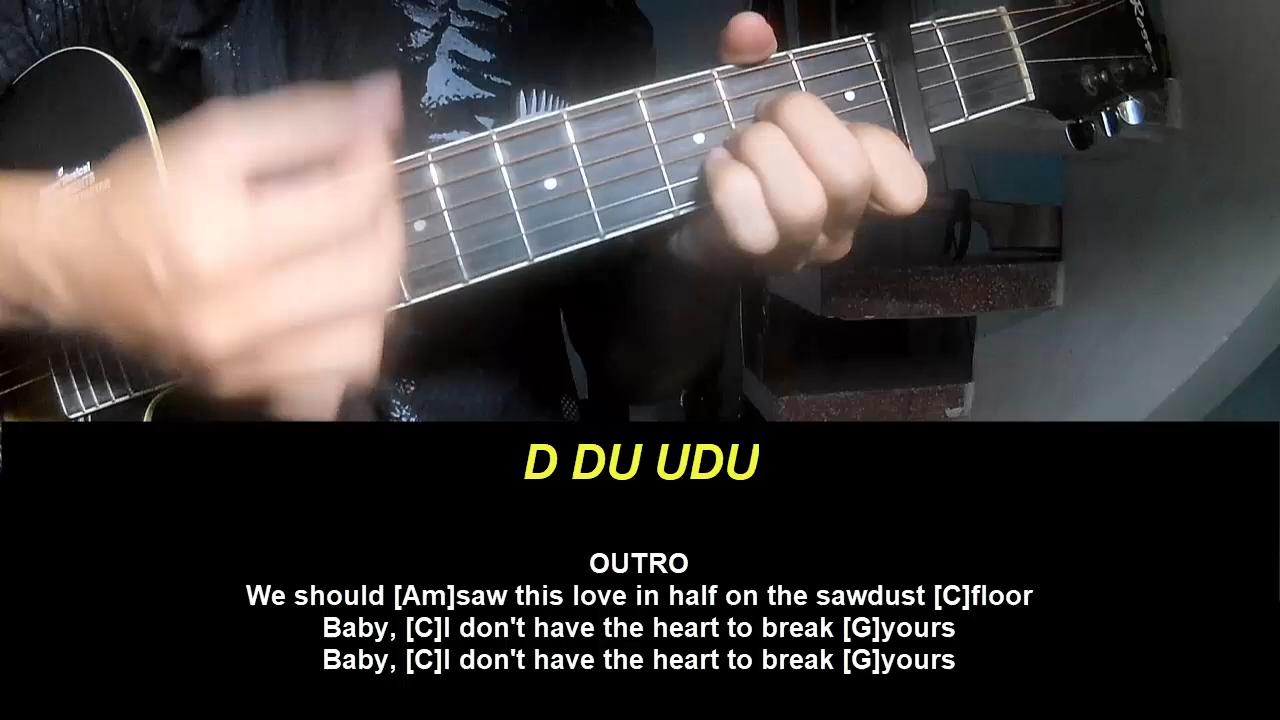 D DU UDU
OUTRO
We should [Am]saw this love in half on the sawdust [C]floor
Baby, [C]I don't have the heart to break [G]yours
Baby, [C]I don't have the heart to break [G]yours